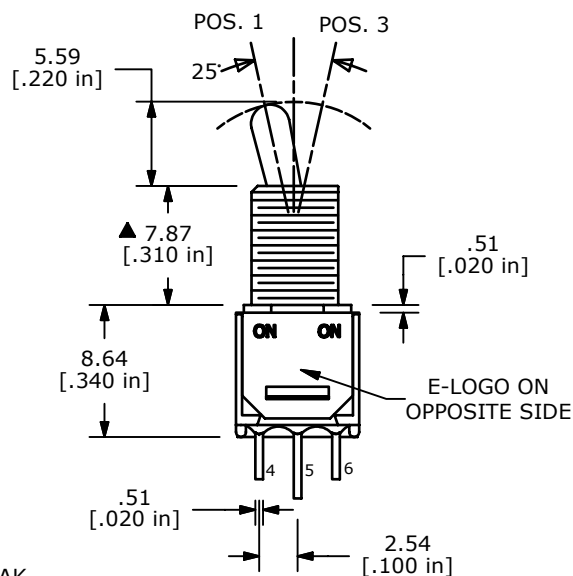 POS. 1
POS. 3
5.59
[.220 in]
25°
▲ 7.87
[.310 in]
.51
[.020 in]
ON ON
8.64
[.340 in]
E-LOGO ON
OPPOSITE SIDE
4
5
6
.51
[.020 in]
2.54
[.100 in]
AK